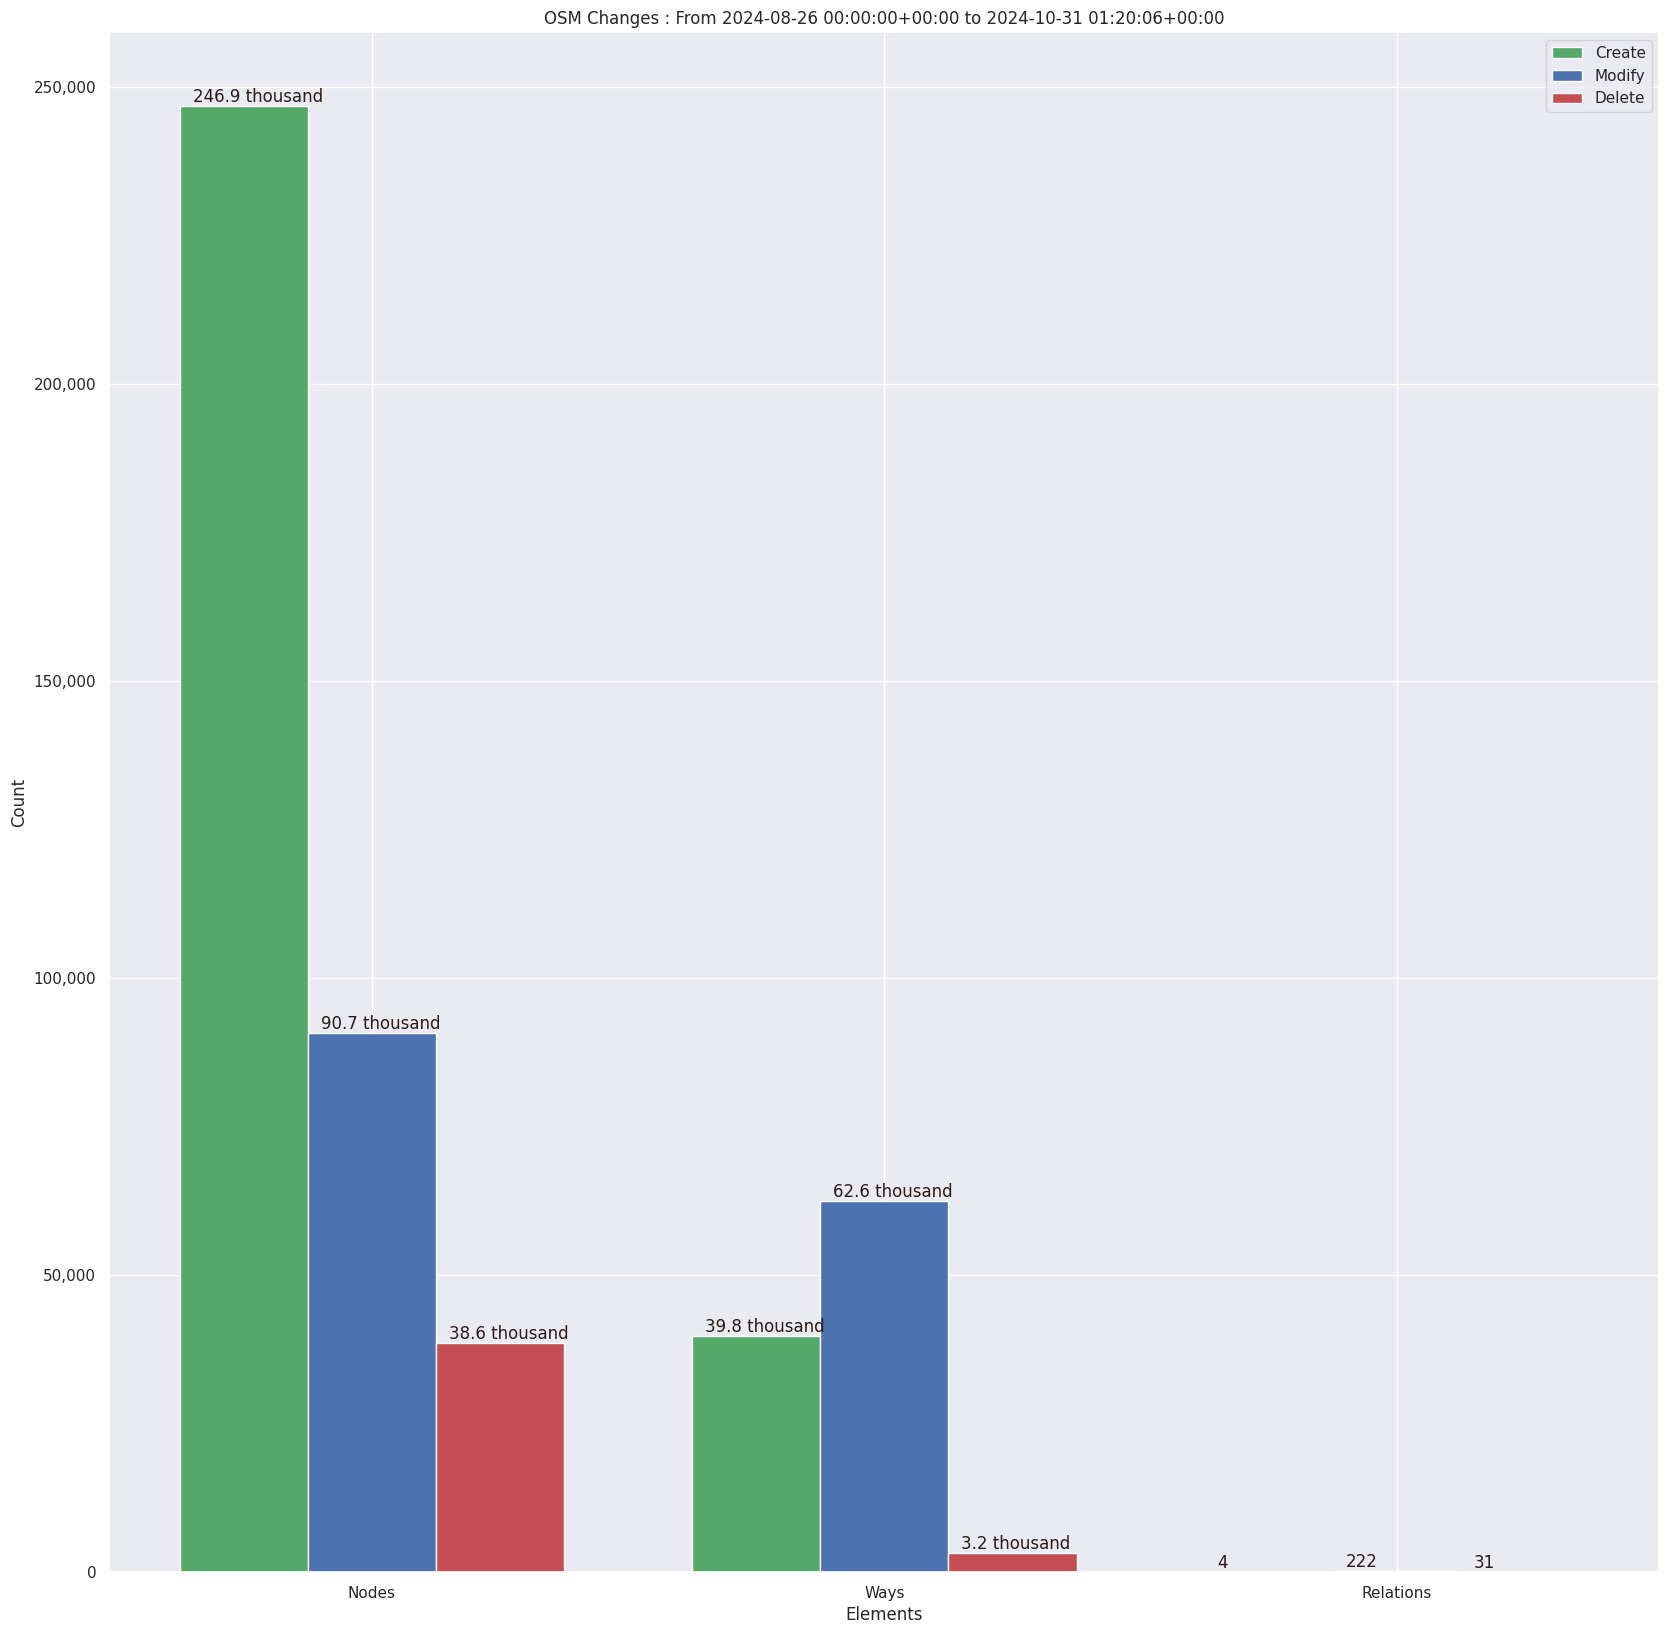 OSM Changes : From 2024-08-26 00:00:00+00:00 to 2024-10-31 01:20:06+00:00
Create
Modify
Delete
250,000
200,000
150,000
100,000
50,000
0
Count
246.9 thousand
90.7 thousand
38.6 thousand
39.8 thousand
62.6 thousand
3.2 thousand
4
222
31
Nodes
Ways
Relations
Elements